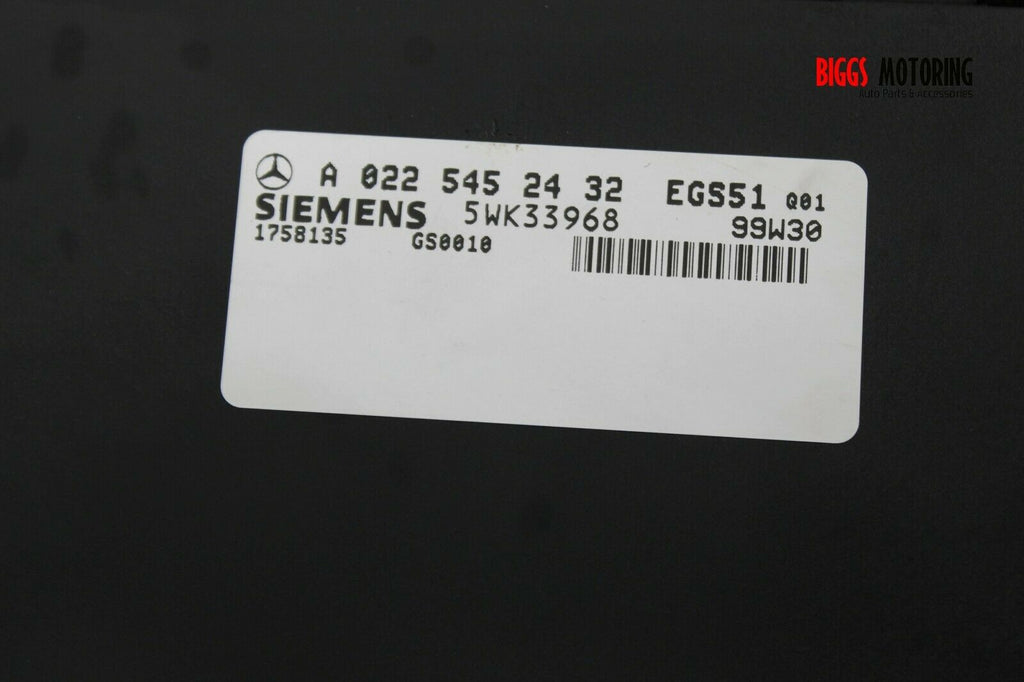 BIGGS MOTORING
Auto Parts & Accessories
A 022 545 24 32 EGS51 Q01
SIEMENS 5WK33968 99W30
1758135 GS0010